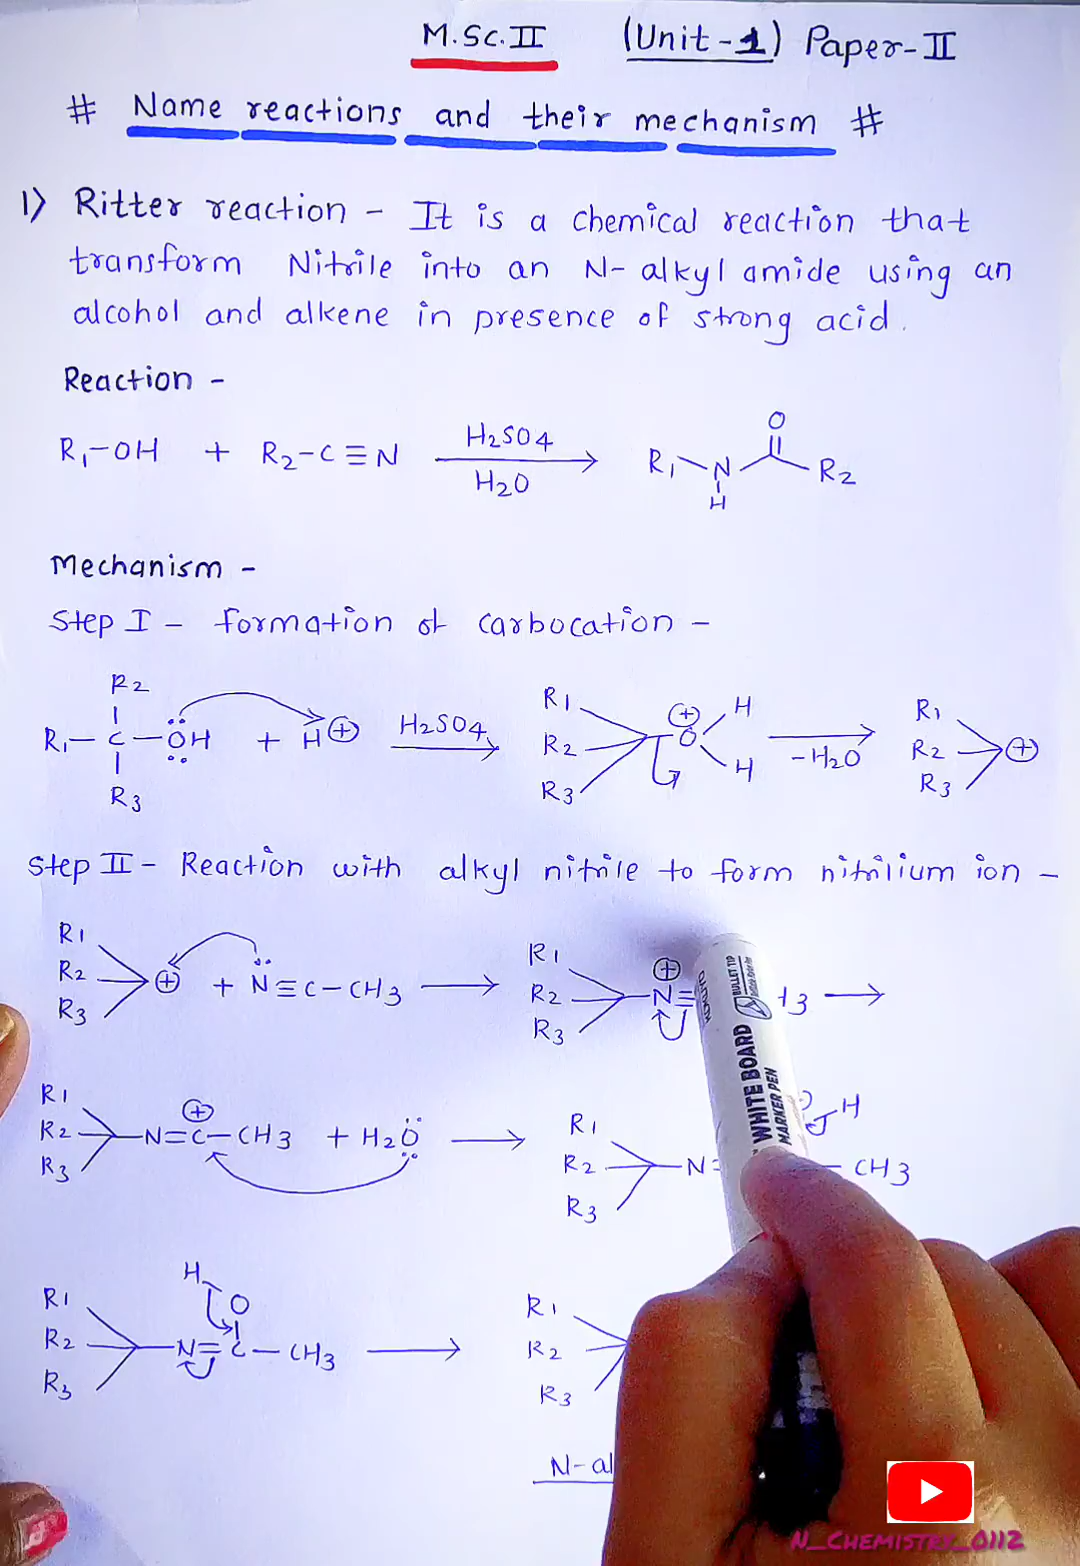 M.Sc.II (Unit-1) Paper-II
# Name reactions and their mechanism #
1) Ritter reaction - It is a chemical reaction that
transform Nitrile into an N-alkyl amide using an
alcohol and alkene in presence of strong acid.
Reaction -
R1-OH + R2-C≡N H2SO4 H2O R1 N H O R2
Mechanism -
Step I - formation of carbocation -
R2
R1-C-OH + H⊕ H2SO4 R1 R2 R3 ⊕ O H H -H2O R1 R2 R3 ⊕
R3
Step II - Reaction with alkyl nitrile to form nitrilium ion -
R1 R2 R3 ⊕ + N≡C-CH3 R1 R2 R3 ⊕ N≡
R1 R2 R3 N=C-CH3 ⊕ + H2O R1 R2 R3 -N= H CH3
R1 R2 R3 H O N=C-CH3 R1 R2 R3
BULLET TIP
WHITE BOARD
MARKER PEN
N_CHEMISTRY_0112